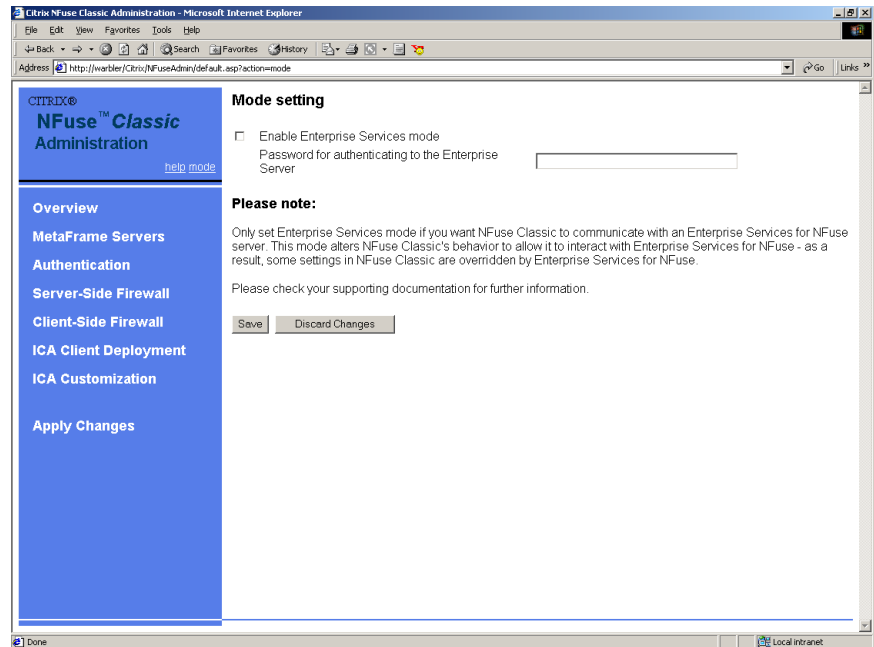 Citrix NFuse Classic Administration - Microsoft Internet Explorer
File Edit View Favorites Tools Help
Back Search Favorites History
Address http://warbler/Citrix/NFuseAdmin/default.asp?action=mode Go Links »
CITRIX®
NFuse™ Classic
Administration
help mode
Overview
MetaFrame Servers
Authentication
Server-Side Firewall
Client-Side Firewall
ICA Client Deployment
ICA Customization
Apply Changes
Mode setting
Enable Enterprise Services mode
Password for authenticating to the Enterprise
Server
Please note:
Only set Enterprise Services mode if you want NFuse Classic to communicate with an Enterprise Services for NFuse
server. This mode alters NFuse Classic's behavior to allow it to interact with Enterprise Services for NFuse - as a
result, some settings in NFuse Classic are overridden by Enterprise Services for NFuse.
Please check your supporting documentation for further information.
Save Discard Changes
Done Local intranet